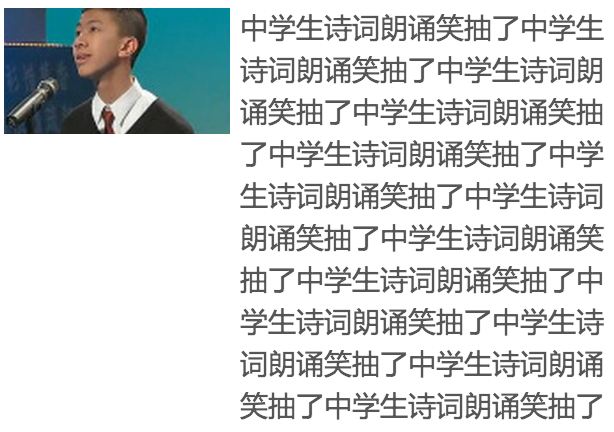 中学生诗词朗诵笑抽了中学生
诗词朗诵笑抽了中学生诗词朗
诵笑抽了中学生诗词朗诵笑抽
了中学生诗词朗诵笑抽了中学
生诗词朗诵笑抽了中学生诗词
朗诵笑抽了中学生诗词朗诵笑
抽了中学生诗词朗诵笑抽了中
学生诗词朗诵笑抽了中学生诗
词朗诵笑抽了中学生诗词朗诵
笑抽了中学生诗词朗诵笑抽了